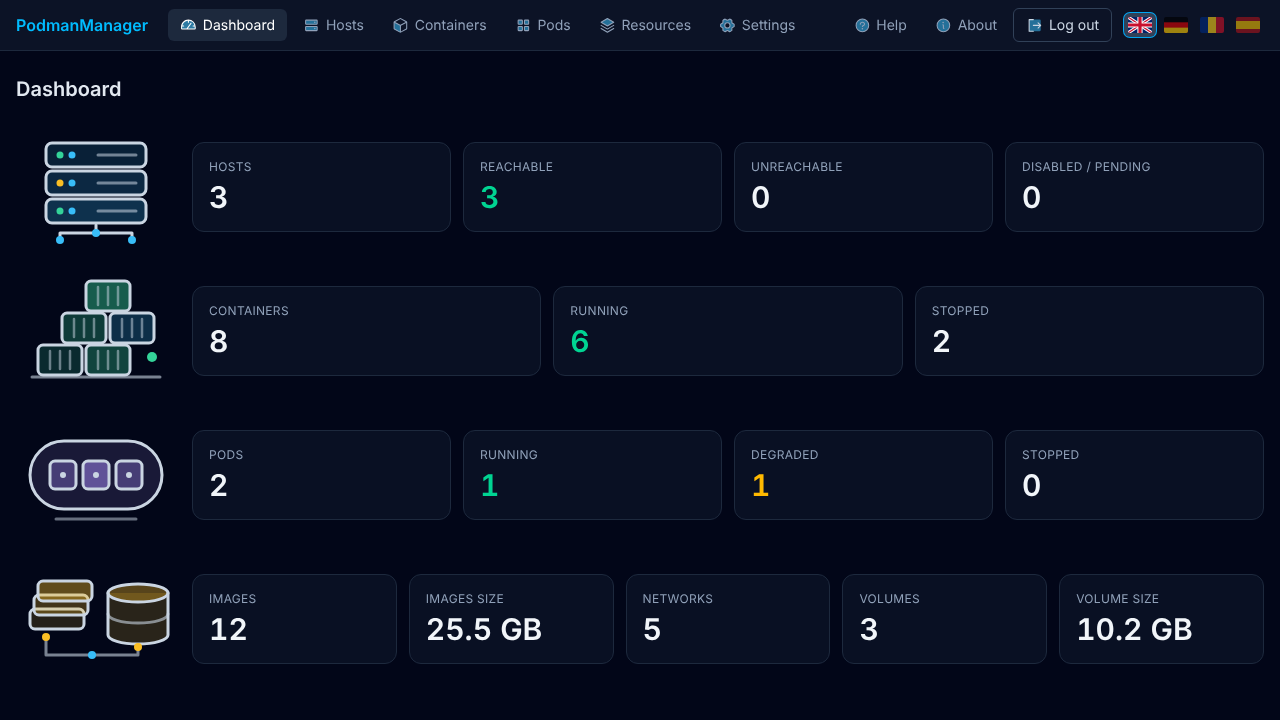 PodmanManager Dashboard Hosts Containers Pods Resources Settings Help About Log out
Dashboard
HOSTS REACHABLE UNREACHABLE DISABLED / PENDING
3 3 0 0
CONTAINERS RUNNING STOPPED
8 6 2
PODS RUNNING DEGRADED STOPPED
2 1 1 0
IMAGES IMAGES SIZE NETWORKS VOLUMES VOLUME SIZE
12 25.5 GB 5 3 10.2 GB